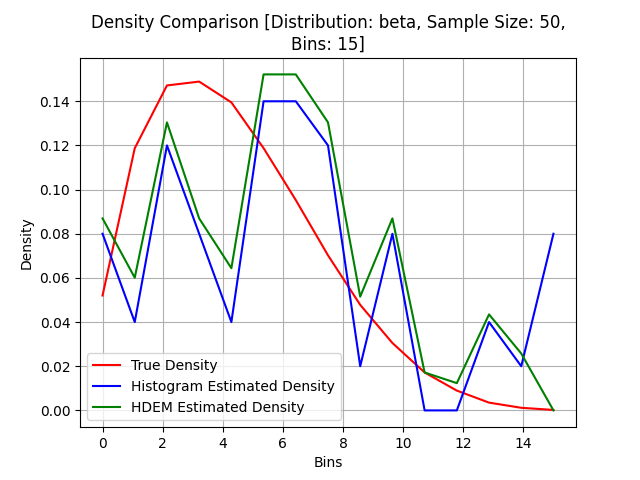 Density Comparison [Distribution: beta, Sample Size: 50,
Bins: 15]
Density
0.14
0.12
0.10
0.08
0.06
0.04
0.02
0.00
True Density
Histogram Estimated Density
HDEM Estimated Density
0 2 4 6 8 10 12 14
Bins